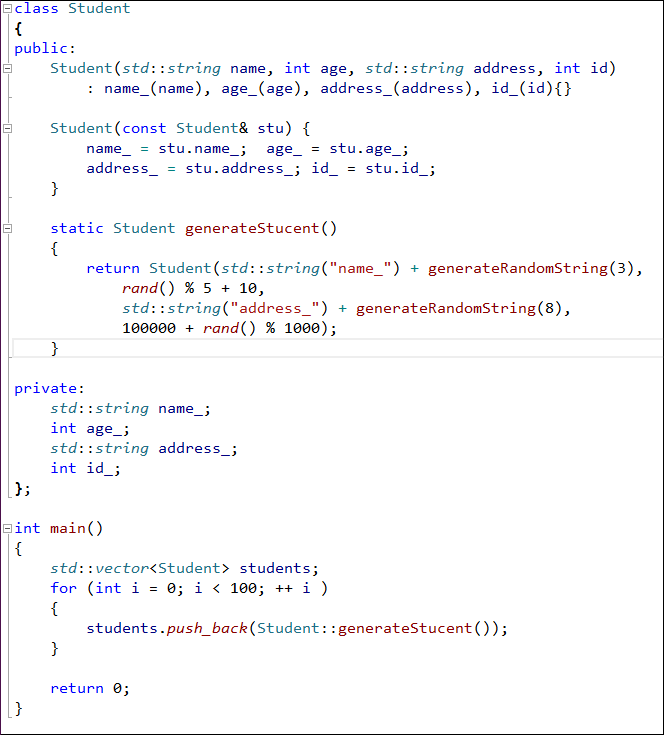 class Student
{
public:
Student(std::string name, int age, std::string address, int id)
: name_(name), age_(age), address_(address), id_(id){}
Student(const Student& stu) {
name_ = stu.name_;  age_ = stu.age_;
address_ = stu.address_; id_ = stu.id_;
}
static Student generateStucent()
{
return Student(std::string("name_") + generateRandomString(3),
rand() % 5 + 10,
std::string("address_") + generateRandomString(8),
100000 + rand() % 1000);
}
private:
std::string name_;
int age_;
std::string address_;
int id_;
};
int main()
{
std::vector<Student> students;
for (int i = 0; i < 100; ++ i )
{
students.push_back(Student::generateStucent());
}
return 0;
}